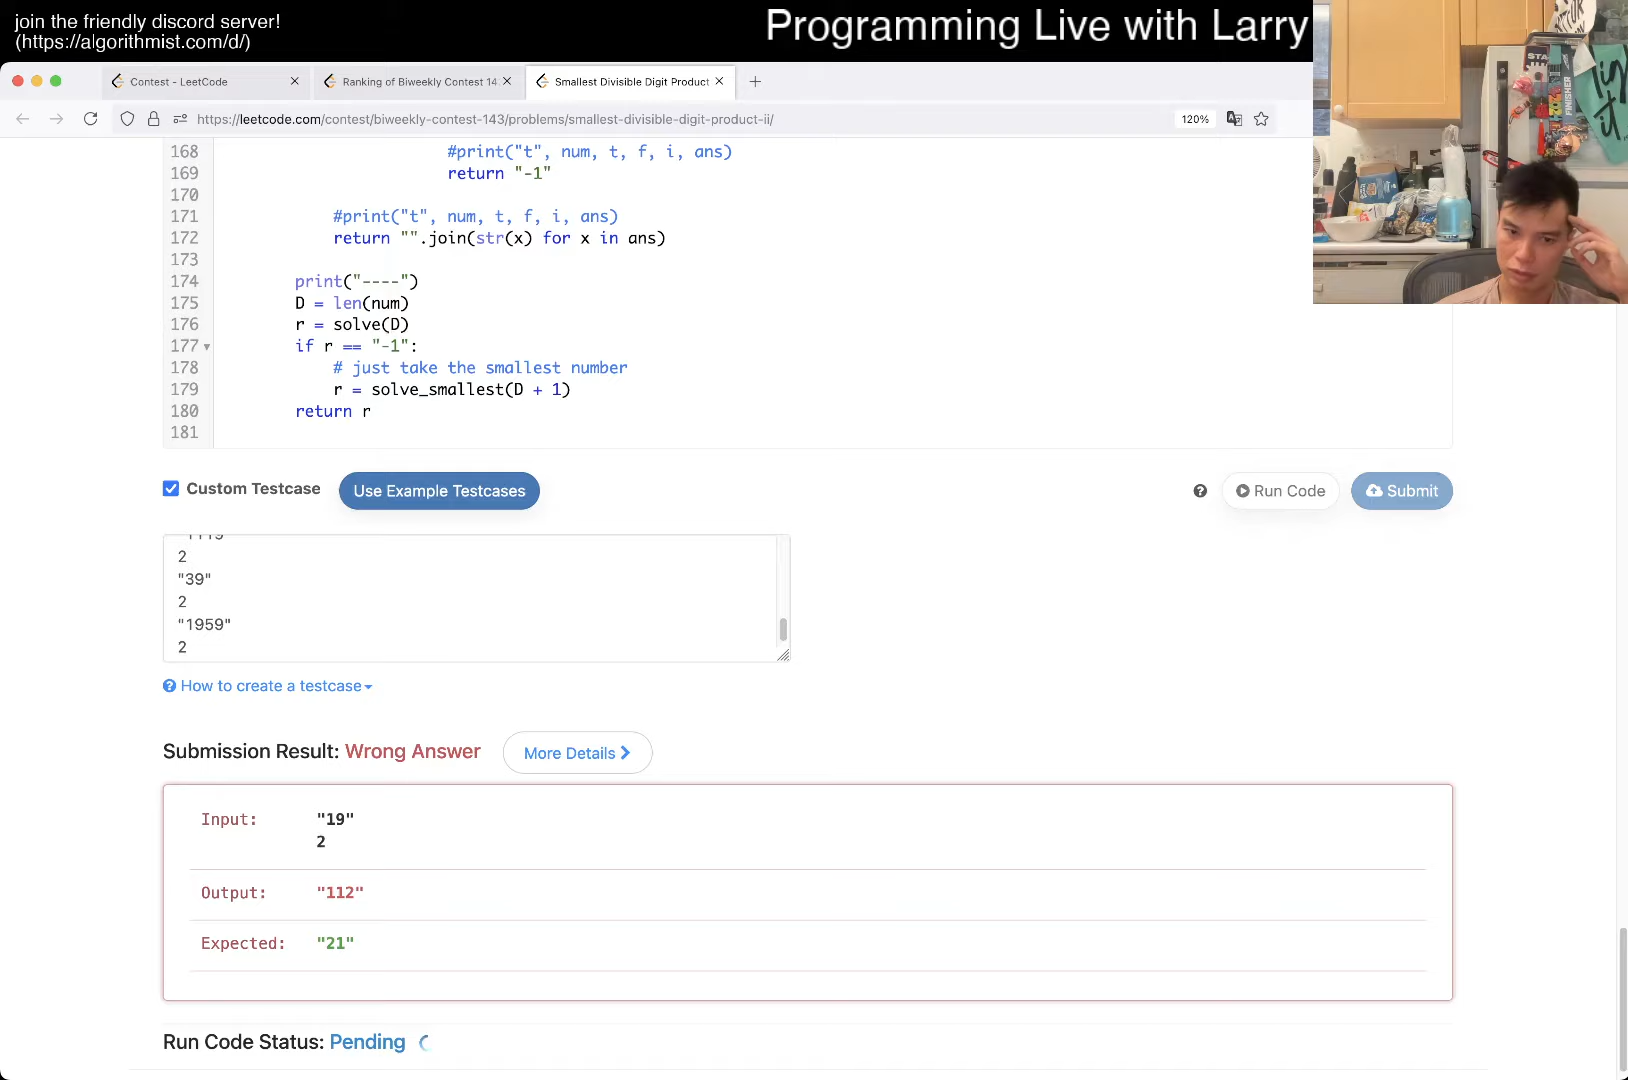 join the friendly discord server!
(https://algorithmist.com/d/)
Programming Live with Larry
Contest - LeetCode
Ranking of Biweekly Contest 14
Smallest Divisible Digit Product
https://leetcode.com/contest/biweekly-contest-143/problems/smallest-divisible-digit-product-ii/
120%
168 #print("t", num, t, f, i, ans)
169 return "-1"
170
171 #print("t", num, t, f, i, ans)
172 return "".join(str(x) for x in ans)
173
174 print("----")
175 D = len(num)
176 r = solve(D)
177 if r == "-1":
178 # just take the smallest number
179 r = solve_smallest(D + 1)
180 return r
181
Custom Testcase
Use Example Testcases
Run Code
Submit
2
"39"
2
"1959"
2
How to create a testcase
Submission Result: Wrong Answer
More Details
Input: "19"
2
Output: "112"
Expected: "21"
Run Code Status: Pending
FINISHER